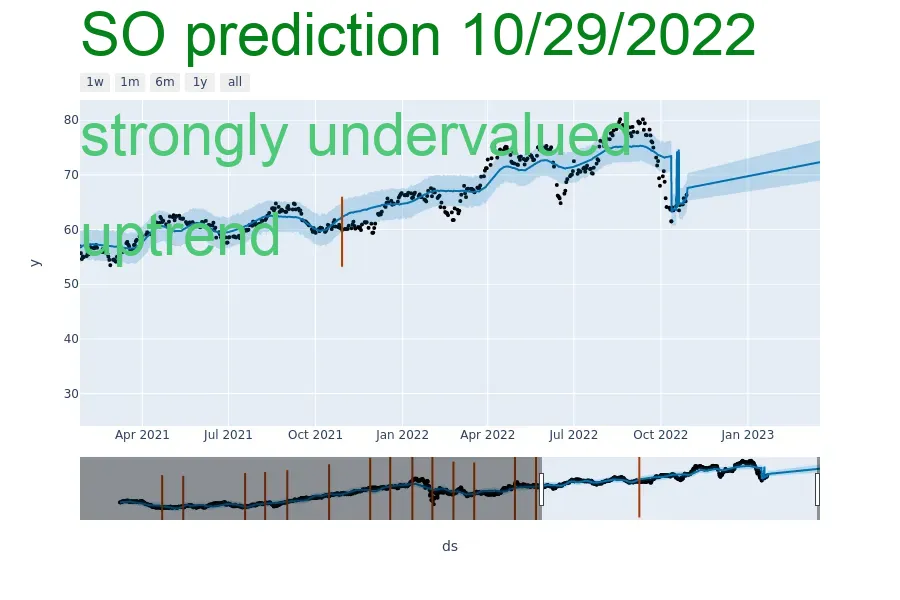 SO prediction 10/29/2022
1w 1m 6m 1y all
strongly undervalued
uptrend
80
70
60
50
40
30
y
Apr 2021 Jul 2021 Oct 2021 Jan 2022 Apr 2022 Jul 2022 Oct 2022 Jan 2023
ds